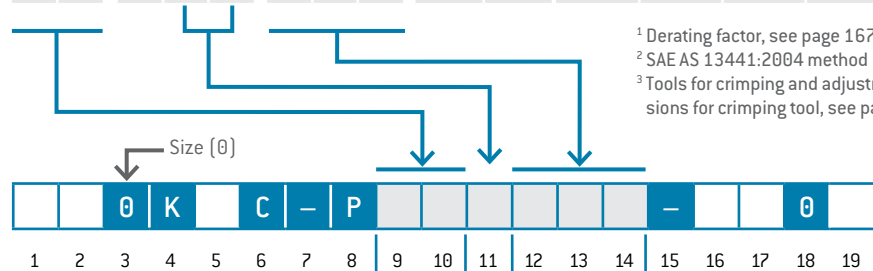 ¹ Derating factor, see page 167
² SAE AS 13441:2004 method
³ Tools for crimping and
sions for crimping tool, see
Size (0)
0 K C – P – 0
1 2 3 4 5 6 7 8 9 10 11 12 13 14 15 16 17 18 19